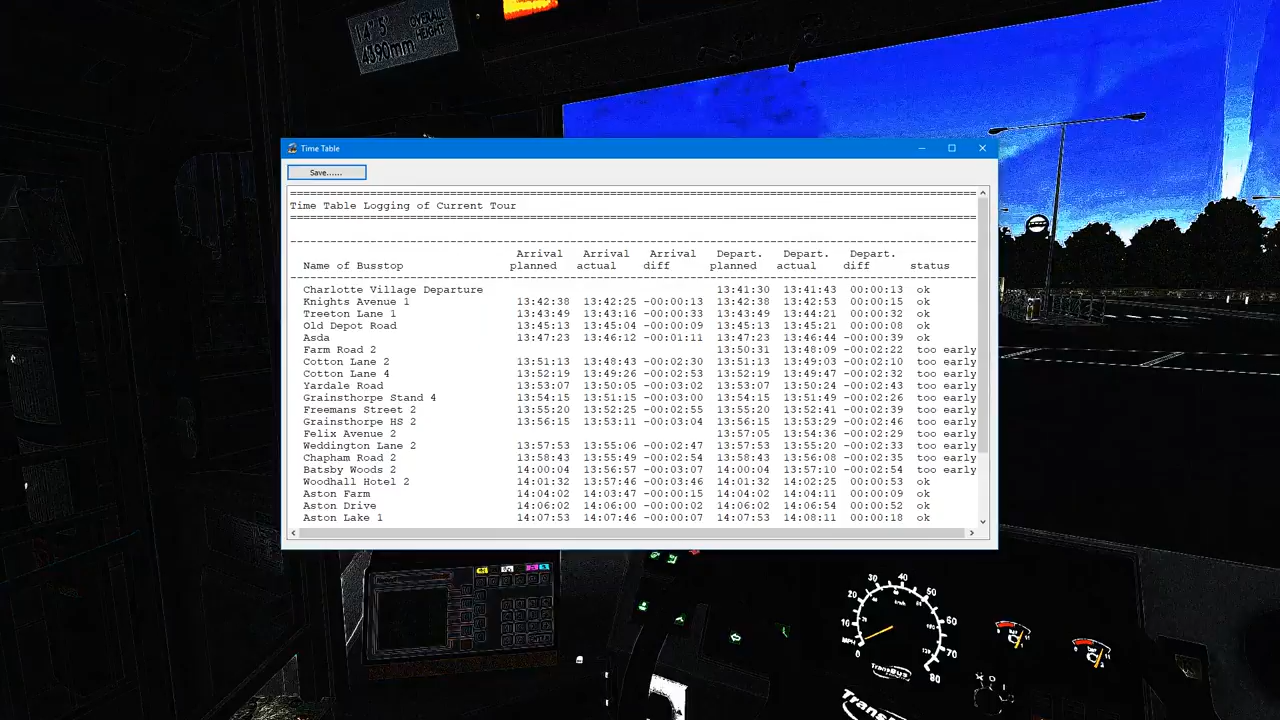 14' 5" OVERALL
4390mm HEIGHT
Time Table
Save......
Time Table Logging of Current Tour
Arrival Arrival Arrival Depart. Depart. Depart.
Name of Busstop planned actual diff planned actual diff status
Charlotte Village Departure 13:41:30 13:41:43 00:00:13 ok
Knights Avenue 1 13:42:38 13:42:25 -00:00:13 13:42:38 13:42:53 00:00:15 ok
Treeton Lane 1 13:43:49 13:43:16 -00:00:33 13:43:49 13:44:21 00:00:32 ok
Old Depot Road 13:45:13 13:45:04 -00:00:09 13:45:13 13:45:21 00:00:08 ok
Asda 13:47:23 13:46:12 -00:01:11 13:47:23 13:46:44 -00:00:39 ok
Farm Road 2 13:50:31 13:48:09 -00:02:22 too early
Cotton Lane 2 13:51:13 13:48:43 -00:02:30 13:51:13 13:49:03 -00:02:10 too early
Cotton Lane 4 13:52:19 13:49:26 -00:02:53 13:52:19 13:49:47 -00:02:32 too early
Yardale Road 13:53:07 13:50:05 -00:03:02 13:53:07 13:50:24 -00:02:43 too early
Grainsthorpe Stand 4 13:54:15 13:51:15 -00:03:00 13:54:15 13:51:49 -00:02:26 too early
Freemans Street 2 13:55:20 13:52:25 -00:02:55 13:55:20 13:52:41 -00:02:39 too early
Grainsthorpe HS 2 13:56:15 13:53:11 -00:03:04 13:56:15 13:53:29 -00:02:46 too early
Felix Avenue 2 13:57:05 13:54:36 -00:02:29 too early
Weddington Lane 2 13:57:53 13:55:06 -00:02:47 13:57:53 13:55:20 -00:02:33 too early
Chapham Road 2 13:58:43 13:55:49 -00:02:54 13:58:43 13:56:08 -00:02:35 too early
Batsby Woods 2 14:00:04 13:56:57 -00:03:07 14:00:04 13:57:10 -00:02:54 too early
Woodhall Hotel 2 14:01:32 13:57:46 -00:03:46 14:01:32 14:02:25 00:00:53 ok
Aston Farm 14:04:02 14:03:47 -00:00:15 14:04:02 14:04:11 00:00:09 ok
Aston Drive 14:06:02 14:06:00 -00:00:02 14:06:02 14:06:54 00:00:52 ok
Aston Lake 1 14:07:53 14:07:46 -00:00:07 14:07:53 14:08:11 00:00:18 ok
0 10 20 30 40 50 60 70 80
MPH
km/h
TransBus
bar
bar